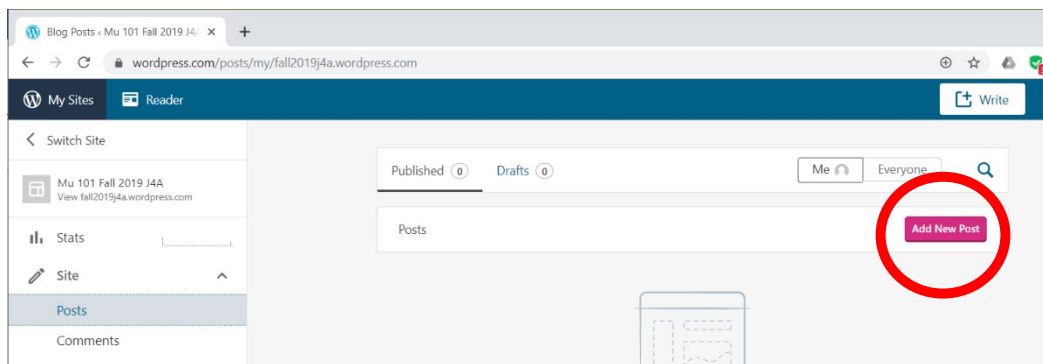 Blog Posts ‹ Mu 101 Fall 2019 J4A
wordpress.com/posts/my/fall2019j4a.wordpress.com
My Sites Reader Write
Switch Site
Published 0 Drafts 0 Me Everyone
Mu 101 Fall 2019 J4A
View fall2019j4a.wordpress.com
Posts Add New Post
Stats
Site
Posts
Comments